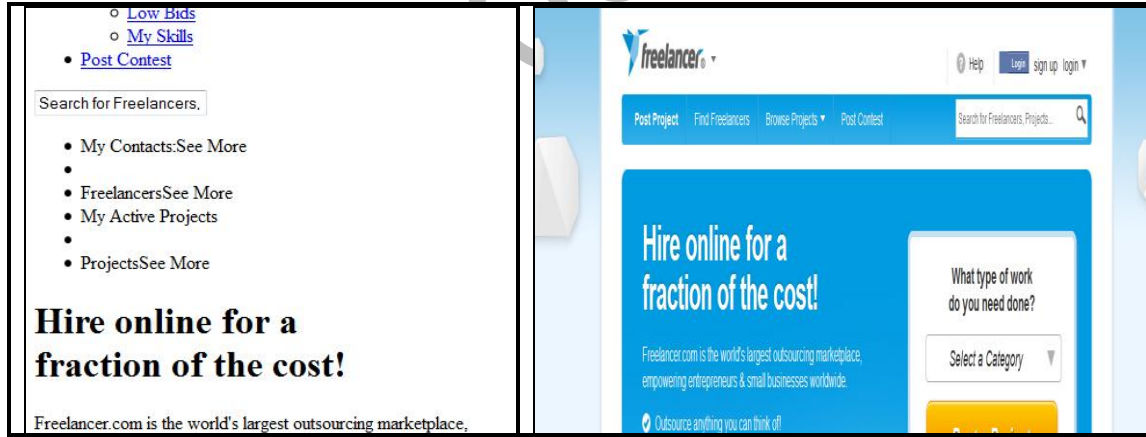 Low Bids
My Skills
Post Contest
Search for Freelancers,
My Contacts:See More
FreelancersSee More
My Active Projects
ProjectsSee More
Hire online for a
fraction of the cost!
Freelancer.com is the world's largest outsourcing marketplace,
freelancer®
Help Login sign up login
Post Project Find Freelancers Browse Projects Post Contest Search for Freelancers, Projects...
Hire online for a
fraction of the cost!
Freelancer.com is the world's largest outsourcing marketplace,
empowering entrepreneurs & small businesses worldwide.
Outsource anything you can think of!
What type of work
do you need done?
Select a Category